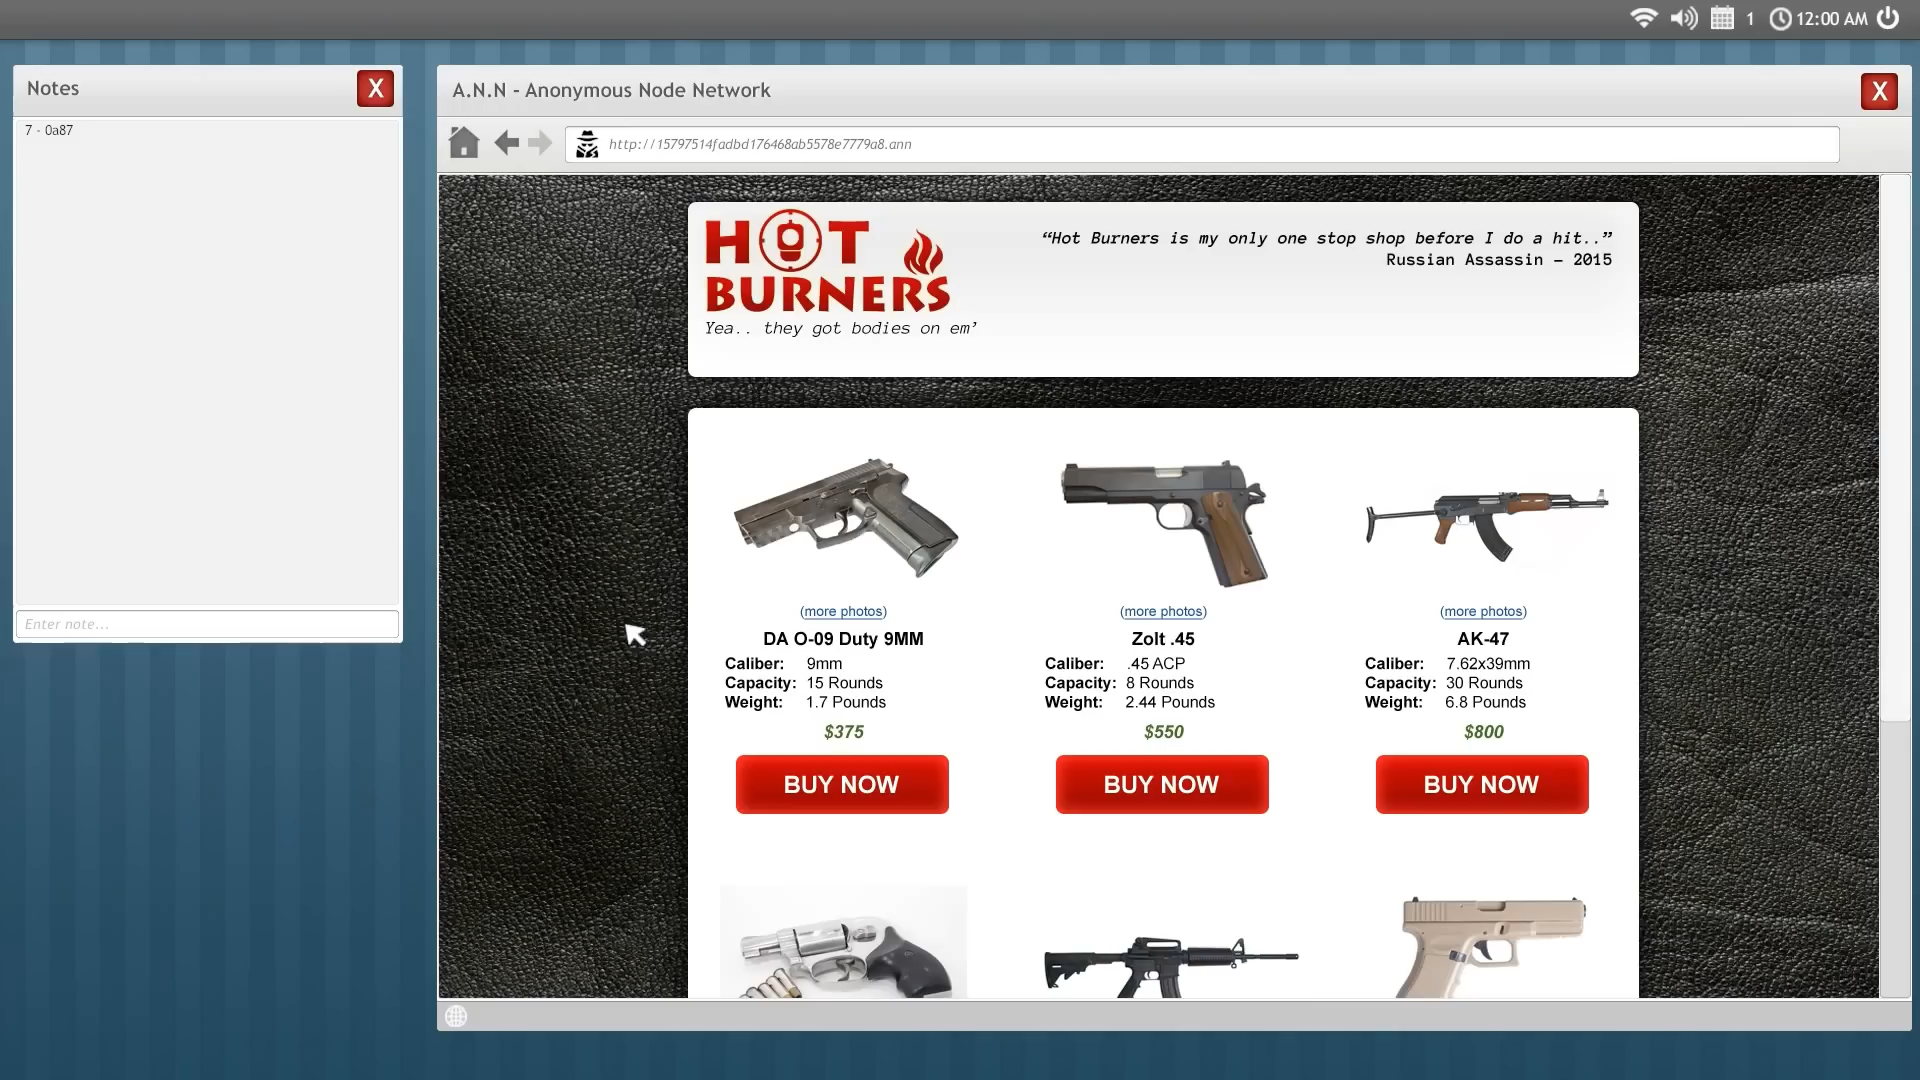 1
12:00 AM
Notes
X
7 - 0a87
Enter note...
A.N.N - Anonymous Node Network
X
http://15797514fadbd176468ab5578e7779a8.ann
HOT
BURNERS
Yea.. they got bodies on em’
“Hot Burners is my only one stop shop before I do a hit..”
Russian Assassin - 2015
(more photos)
DA O-09 Duty 9MM
Caliber: 9mm
Capacity: 15 Rounds
Weight: 1.7 Pounds
$375
BUY NOW
(more photos)
Zolt .45
Caliber: .45 ACP
Capacity: 8 Rounds
Weight: 2.44 Pounds
$550
BUY NOW
(more photos)
AK-47
Caliber: 7.62x39mm
Capacity: 30 Rounds
Weight: 6.8 Pounds
$800
BUY NOW